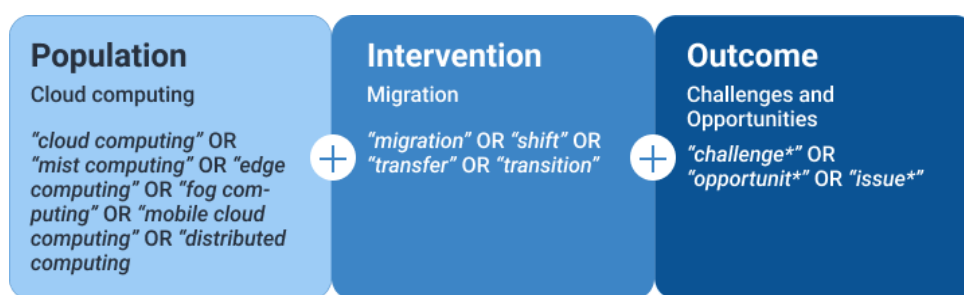 Population
Cloud computing
“cloud computing” OR
“mist computing” OR “edge
computing” OR “fog com-
puting” OR “mobile cloud
computing” OR “distributed
computing
Intervention
Migration
“migration” OR “shift” OR
“transfer” OR “transition”
Outcome
Challenges and
Opportunities
“challenge*” OR
“opportunit*” OR “issue*”